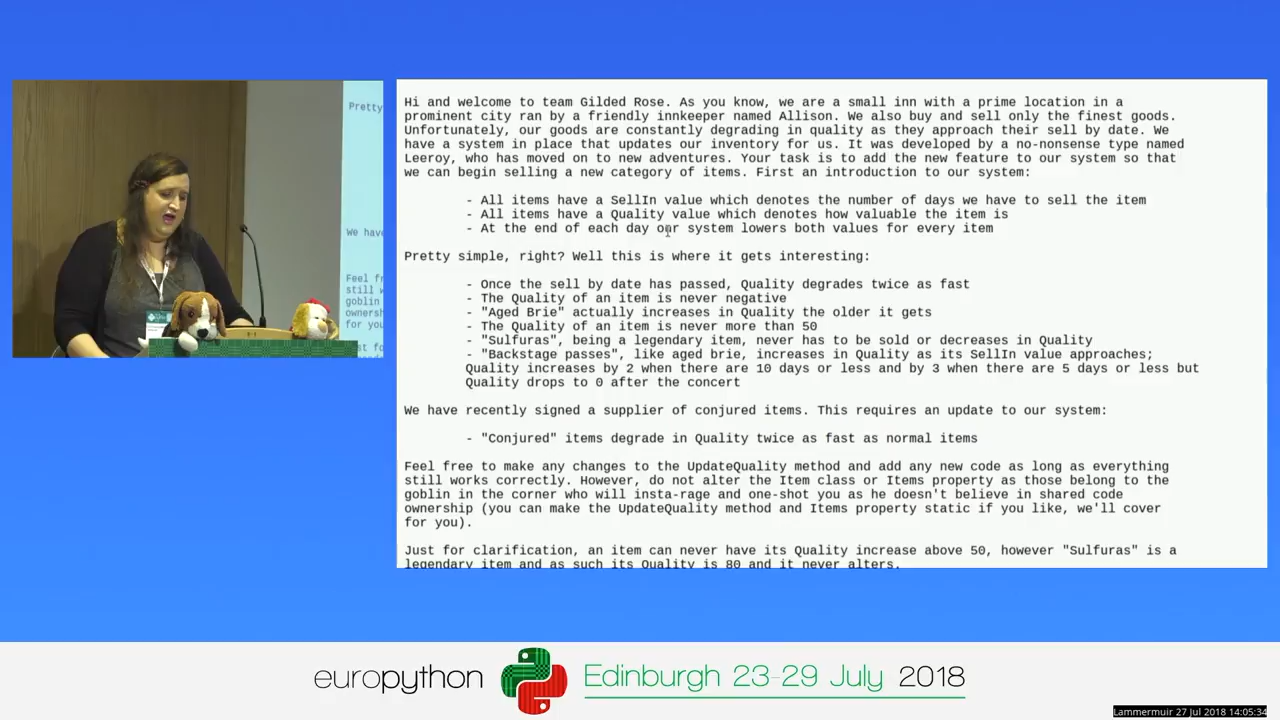 Hi and welcome to team Gilded Rose. As you know, we are a small inn with a prime location in a
prominent city ran by a friendly innkeeper named Allison. We also buy and sell only the finest goods.
Unfortunately, our goods are constantly degrading in quality as they approach their sell by date. We
have a system in place that updates our inventory for us. It was developed by a no-nonsense type named
Leeroy, who has moved on to new adventures. Your task is to add the new feature to our system so that
we can begin selling a new category of items. First an introduction to our system:
- All items have a SellIn value which denotes the number of days we have to sell the item
- All items have a Quality value which denotes how valuable the item is
- At the end of each day our system lowers both values for every item
Pretty simple, right? Well this is where it gets interesting:
- Once the sell by date has passed, Quality degrades twice as fast
- The Quality of an item is never negative
- "Aged Brie" actually increases in Quality the older it gets
- The Quality of an item is never more than 50
- "Sulfuras", being a legendary item, never has to be sold or decreases in Quality
- "Backstage passes", like aged brie, increases in Quality as its SellIn value approaches;
Quality increases by 2 when there are 10 days or less and by 3 when there are 5 days or less but
Quality drops to 0 after the concert
We have recently signed a supplier of conjured items. This requires an update to our system:
- "Conjured" items degrade in Quality twice as fast as normal items
Feel free to make any changes to the UpdateQuality method and add any new code as long as everything
still works correctly. However, do not alter the Item class or Items property as those belong to the
goblin in the corner who will insta-rage and one-shot you as he doesn't believe in shared code
ownership (you can make the UpdateQuality method and Items property static if you like, we'll cover
for you).
Just for clarification, an item can never have its Quality increase above 50, however "Sulfuras" is a
legendary item and as such its Quality is 80 and it never alters.
Pretty
We have
Feel fr
still w
goblin
ownersh
for you
europython
Edinburgh 23-29 July 2018
Lammermuir 27 Jul 2018 14:05:34